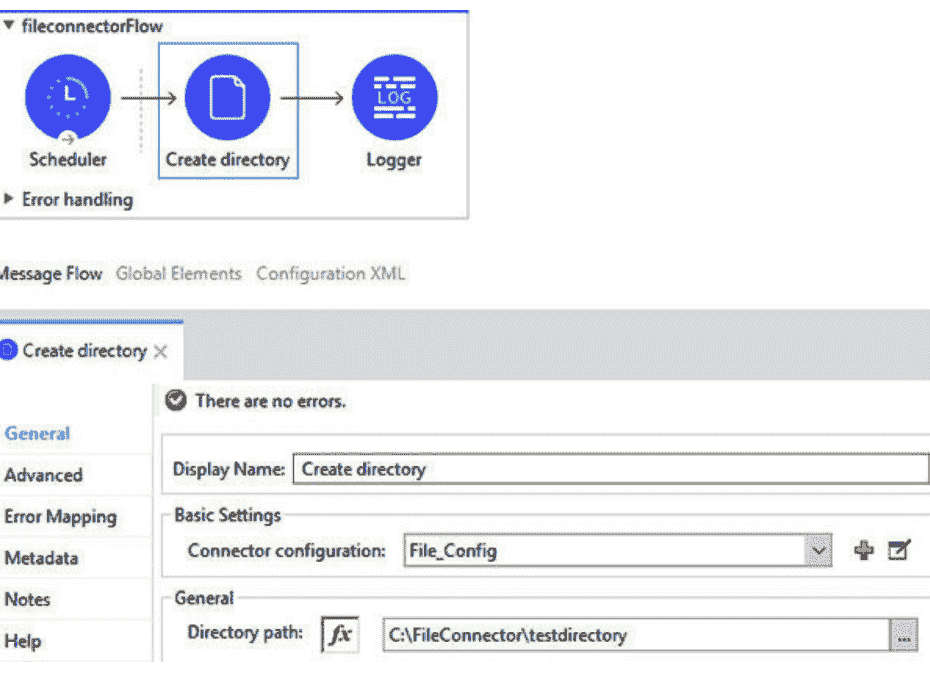 fileconnectorFlow
LOG
Scheduler Create directory Logger
Error handling
Message Flow Global Elements Configuration XML
Create directory
There are no errors.
General
Advanced
Error Mapping
Metadata
Notes
Help
Display Name: Create directory
Basic Settings
Connector configuration: File_Config
General
Directory path: fx C:\FileConnector\testdirectory ...